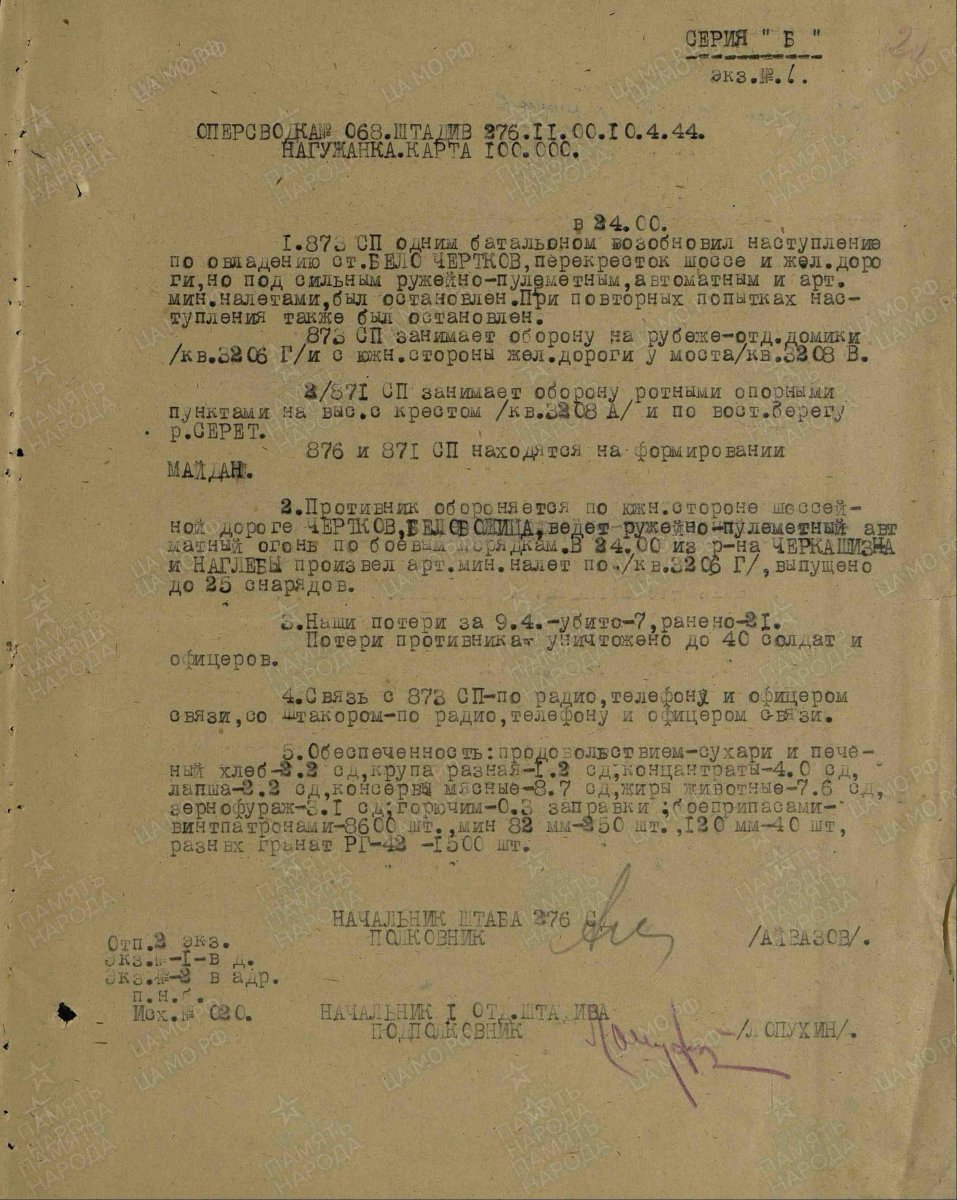 СЕРИЯ " Б "
экз.№ 1.
ОПЕРСВОДКА№ 068.ШТАДИВ 276.11.00.10.4.44.
НАГУЖАНКА.КАРТА 100.000.
в 24.00.
1.873 СП одним батальоном возобновил наступление
по овладению ст.БЕЛО ЧЕРТКОВ,перекресток шоссе и жел.доро
ги,но под сильным ружейно-пулеметным,автоматным и арт.
мин.налетами,был остановлен.При повторных попытках нас-
тупления также был остановлен.
873 СП занимает оборону на рубеже-отд.домики
/кв.3206 Г/и с южн.стороны жел.дороги у моста/кв.3208 В.
2/871 СП занимает оборону ротными опорными
пунктами на выс.с крестом /кв.3208 А/ и по вост.берегу
р.СЕРЕТ.
876 и 871 СП находятся на формировании
МАЙДАН.
2.Противник обороняется по южн.стороне шоссей-
ной дороге ЧЕРТКОВ,БЕЛОБОЖИЦА,ведет ружейно-пулеметный авт
матный огонь по боевым порядкам.В 24.00 из р-на ЧЕРКАШИЗНА
и НАГЛЕБЫ произвел арт.мин.налет по /кв.3206 Г/,выпущено
до 25 снарядов.
3.Наши потери за 9.4.-убито-7,ранено-21.
Потери противника- уничтожено до 40 солдат и
офицеров.
4.Связь с 873 СП-по радио,телефону и офицером
связи,со Штакором-по радио,телефону и офицером связи.
5.Обеспеченность:продовольствием-сухари и пече-
ный хлеб-2.2 сд,крупа разная-1.2 сд;концантраты-4.0 сд,
лапша-2.2 сд,консервы мясные-8.7 сд,жиры животные-7.6 сд,
зернофураж-3.1 сд;горючим-0.3 заправки ;боеприпасами-
винтпатронами-8600 шт.,мин 82 мм-250 шт.,120 мм-40 шт,
разнвх гранат РГ-42 -1500 шт.
НАЧАЛЬНИК ШТАБА 276 С
ПОЛКОВНИК /АЙВАЗОВ/.
Отп.2 экз.
Экз.№-1-в д.
Экз.№-2 в адр.
п.н.б.
Исх.№ 020.
НАЧАЛЬНИК 1 ОТД.ШТАДИВА
ПОДПОЛКОВНИК /ЛОПУХИН/.
ПАМЯТЬ НАРОДА
ЦА МО РФ